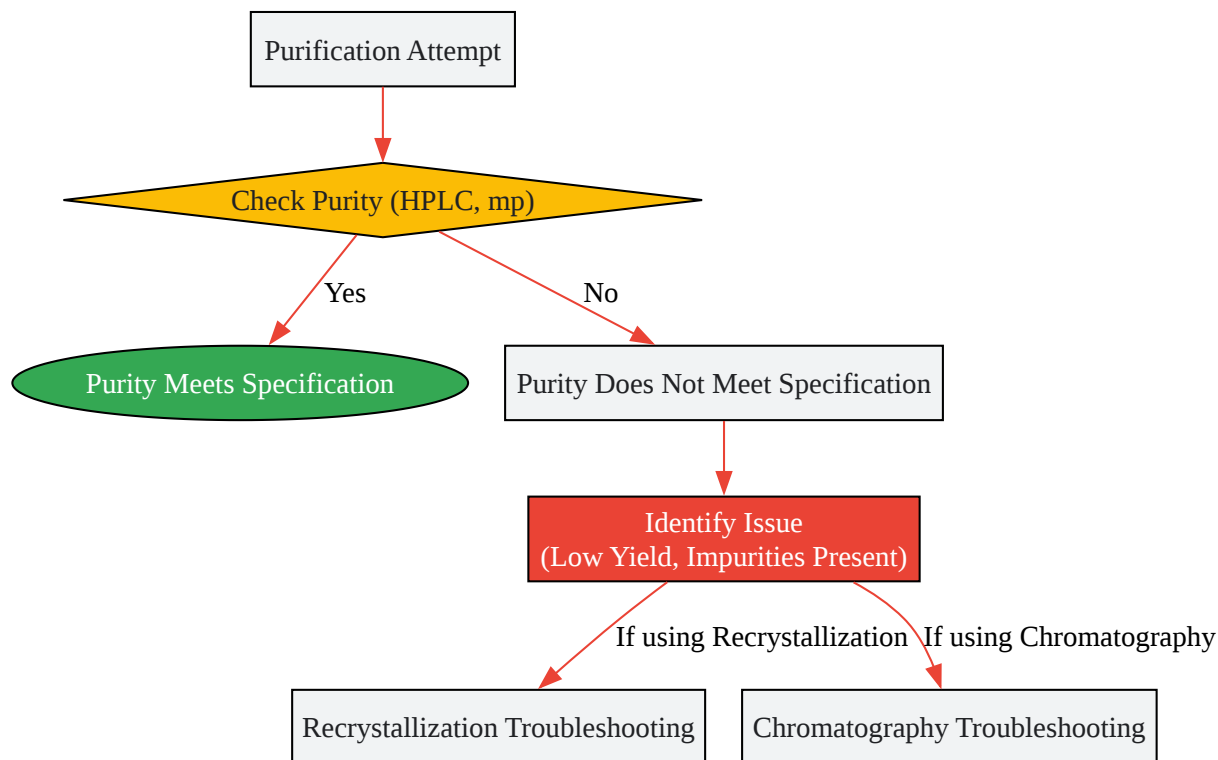 Purification Attempt
Check Purity (HPLC, mp)
Yes
No
Purity Meets Specification
Purity Does Not Meet Specification
Identify Issue
(Low Yield, Impurities Present)
If using Recrystallization
If using Chromatography
Recrystallization Troubleshooting
Chromatography Troubleshooting